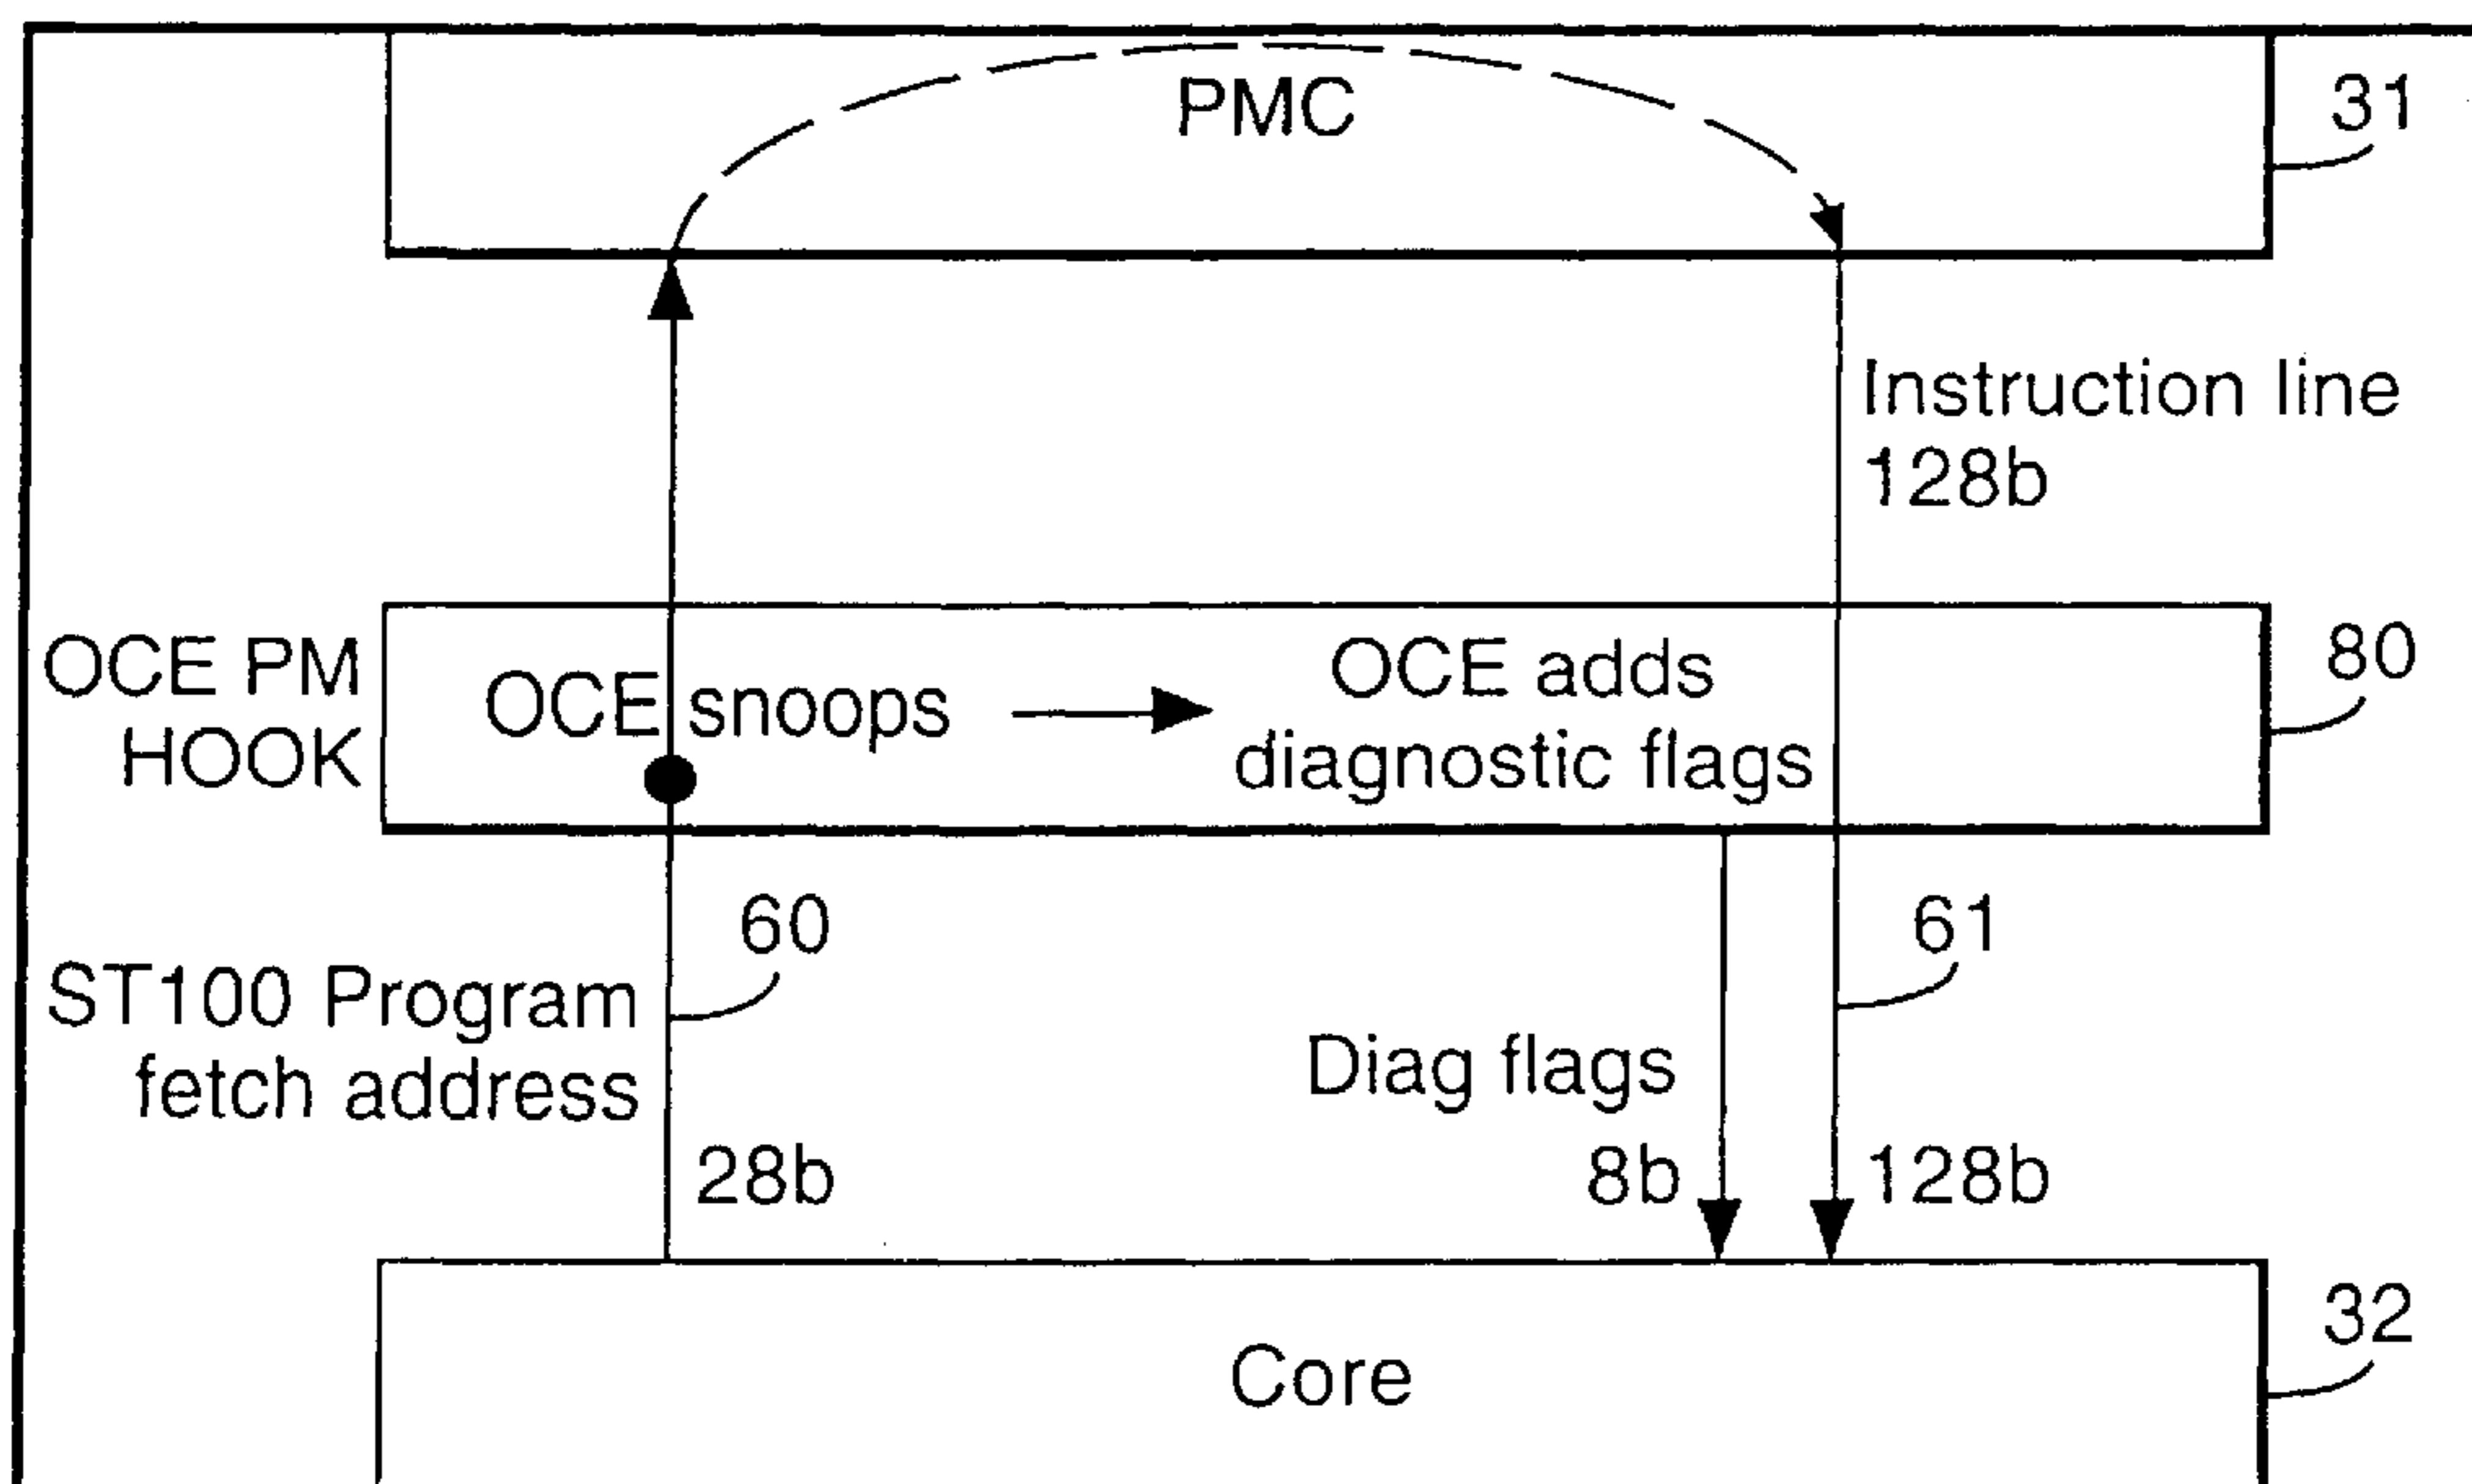 PMC
31
Instruction line
128b
OCE PM
HOOK
OCE snoops
OCE adds
diagnostic flags
80
60
61
ST100 Program
fetch address
Diag flags
28b
8b
128b
32
Core